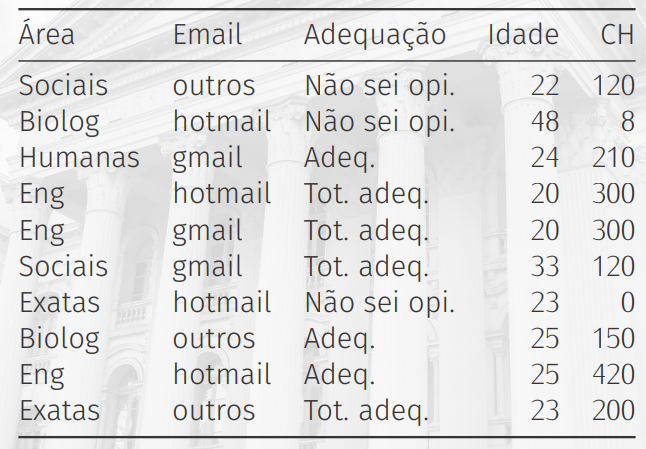 Área Email Adequação Idade CH
Sociais outros Não sei opi. 22 120
Biolog hotmail Não sei opi. 48 8
Humanas gmail Adeq. 24 210
Eng hotmail Tot. adeq. 20 300
Eng gmail Tot. adeq. 20 300
Sociais gmail Tot. adeq. 33 120
Exatas hotmail Não sei opi. 23 0
Biolog outros Adeq. 25 150
Eng hotmail Adeq. 25 420
Exatas outros Tot. adeq. 23 200